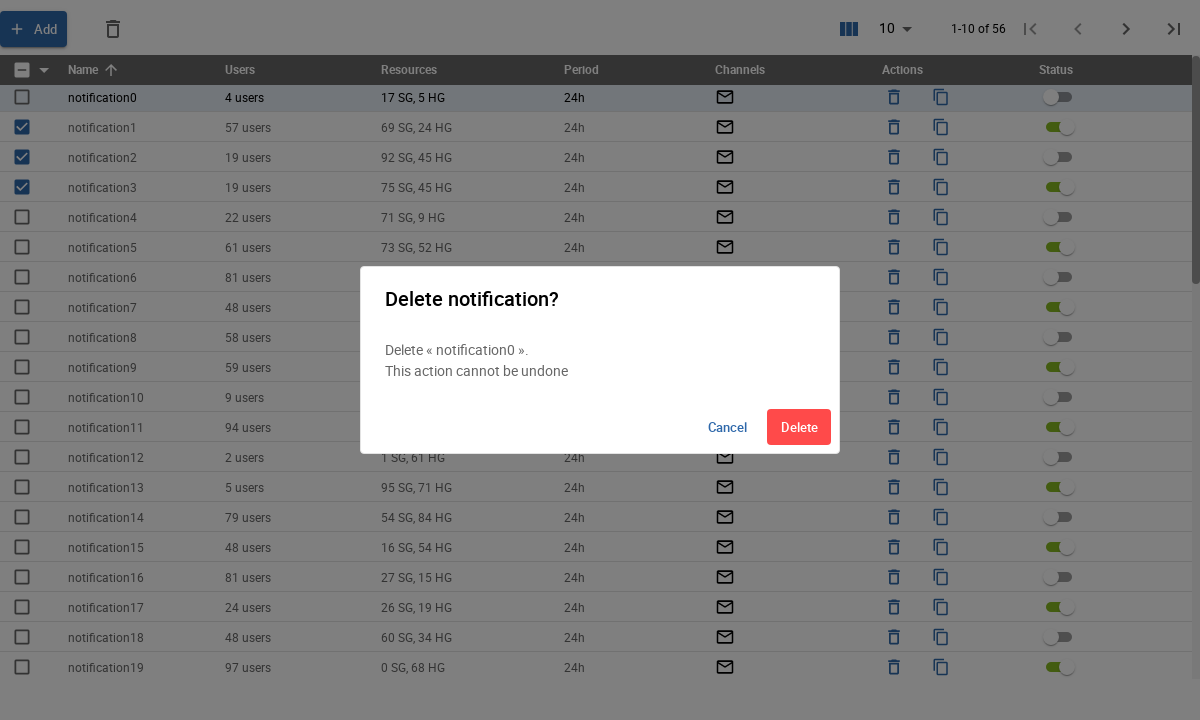 Add
10
1-10 of 56
Name Users Resources Period Channels Actions Status
notification0 4 users 17 SG, 5 HG 24h
notification1 57 users 69 SG, 24 HG 24h
notification2 19 users 92 SG, 45 HG 24h
notification3 19 users 75 SG, 45 HG 24h
notification4 22 users 71 SG, 9 HG 24h
notification5 61 users 73 SG, 52 HG 24h
notification6 81 users
notification7 48 users
notification8 58 users
notification9 59 users
notification10 9 users
notification11 94 users
Delete notification?
Delete « notification0 ».
This action cannot be undone
Cancel Delete
notification12 2 users 1 SG, 61 HG 24h
notification13 5 users 95 SG, 71 HG 24h
notification14 79 users 54 SG, 84 HG 24h
notification15 48 users 16 SG, 54 HG 24h
notification16 81 users 27 SG, 15 HG 24h
notification17 24 users 26 SG, 19 HG 24h
notification18 48 users 60 SG, 34 HG 24h
notification19 97 users 0 SG, 68 HG 24h